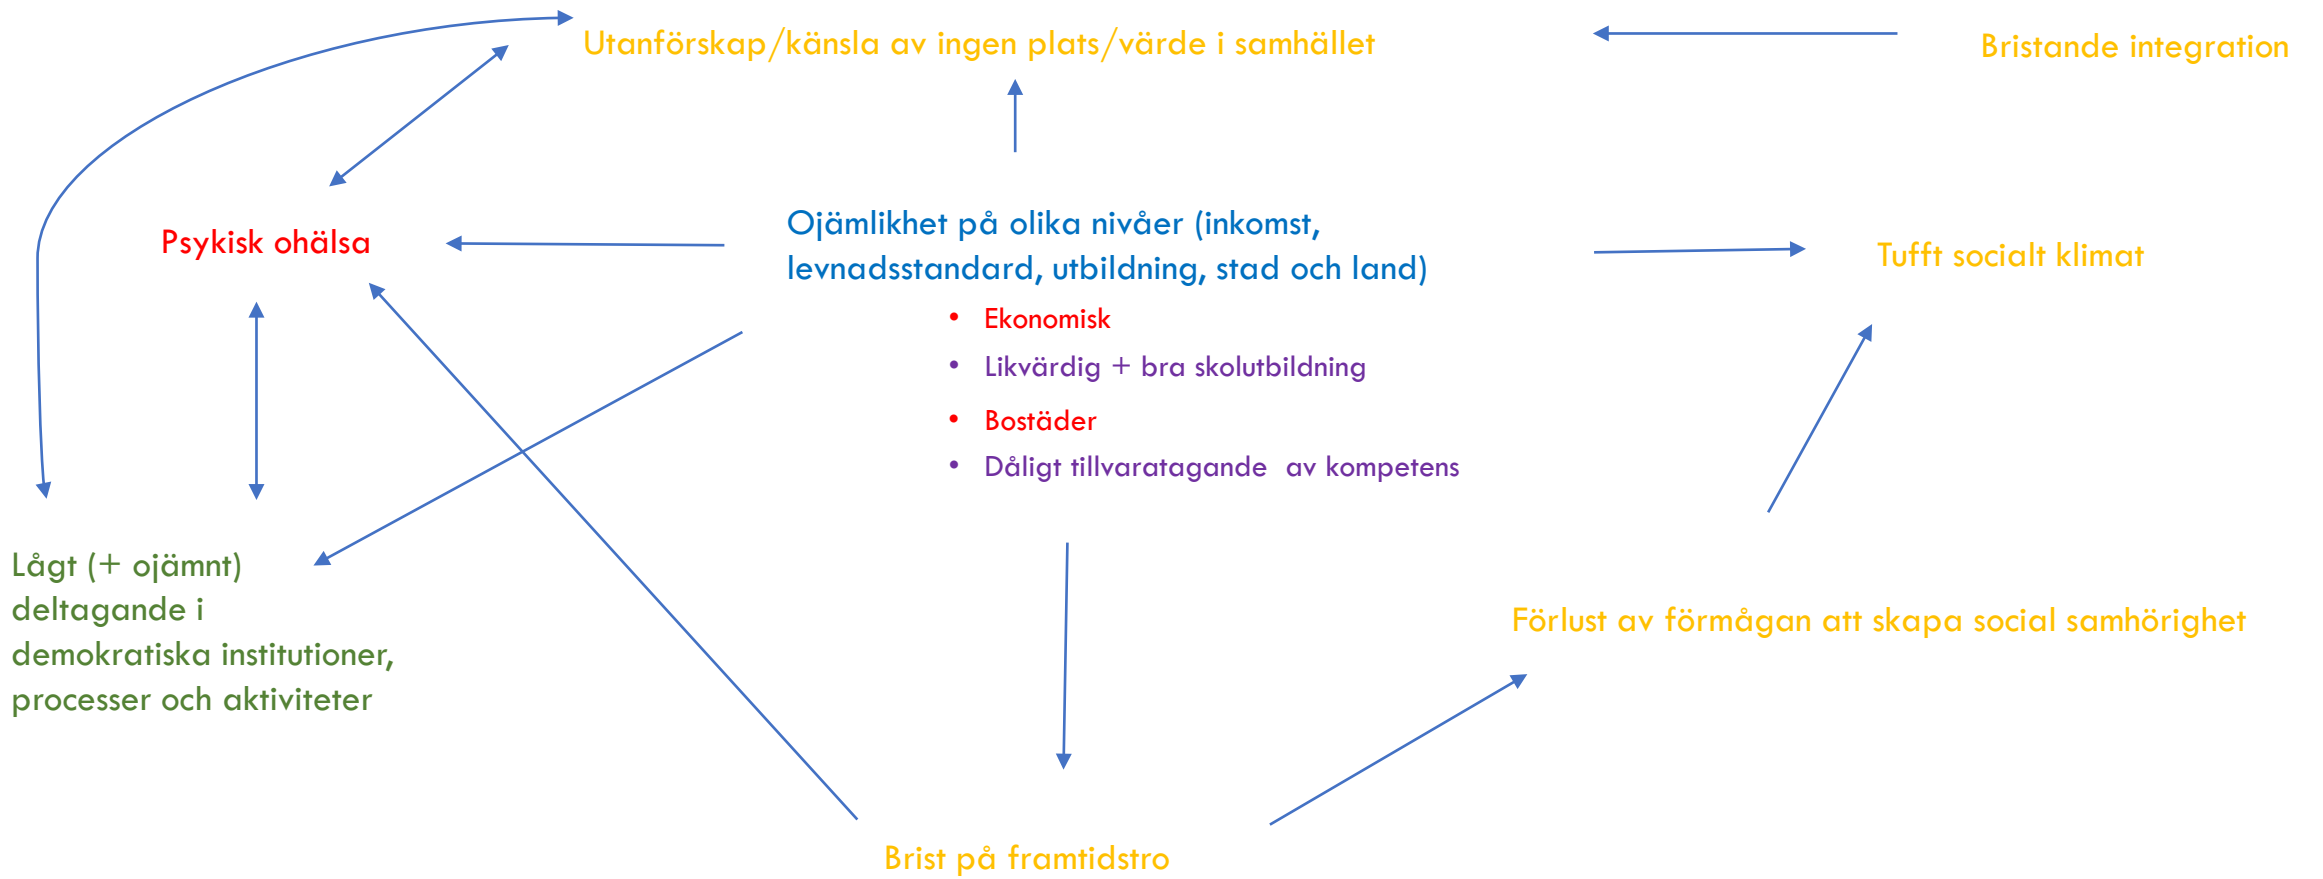 Utanförskap/känsla av ingen plats/värde i samhället
Bristande integration
Psykisk ohälsa
Ojämlikhet på olika nivåer (inkomst,
levnadsstandard, utbildning, stad och land)
• Ekonomisk
• Likvärdig + bra skolutbildning
• Bostäder
• Dåligt tillvaratagande  av kompetens
Tufft socialt klimat
Lågt (+ ojämnt)
deltagande i
demokratiska institutioner,
processer och aktiviteter
Förlust av förmågan att skapa social samhörighet
Brist på framtidstro